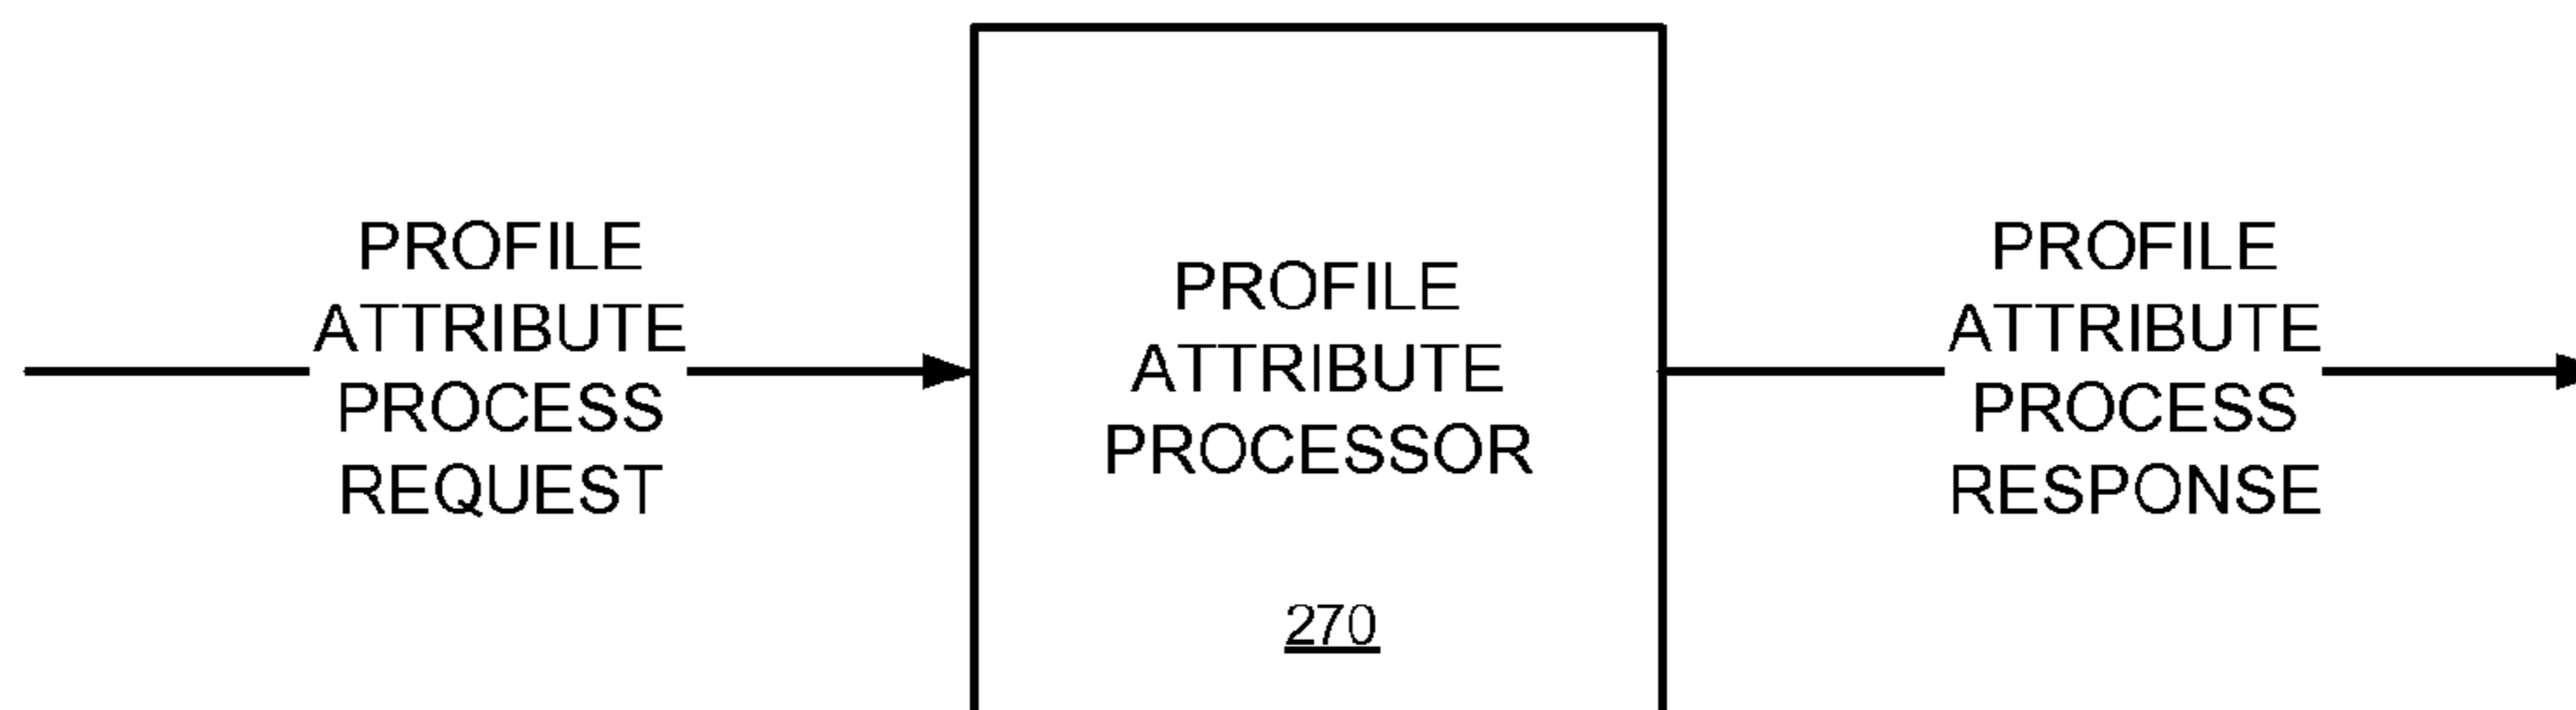 PROFILE
ATTRIBUTE
PROCESS
REQUEST
PROFILE
ATTRIBUTE
PROCESSOR
270
PROFILE
ATTRIBUTE
PROCESS
RESPONSE